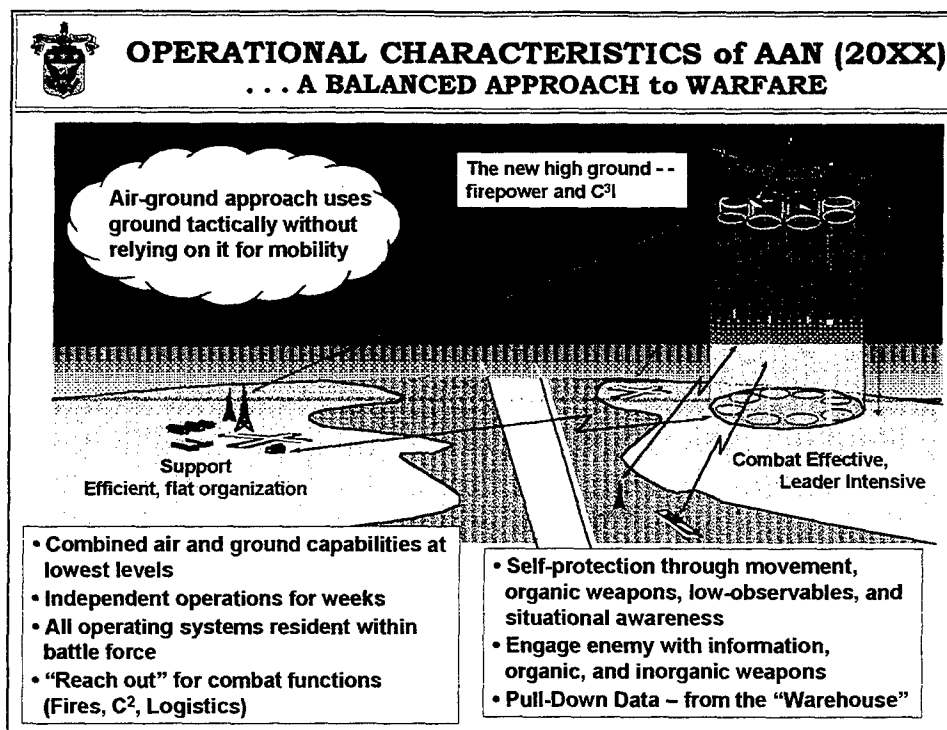 OPERATIONAL CHARACTERISTICS of AAN (20XX)
. . . A BALANCED APPROACH to WARFARE
Air-ground approach uses
ground tactically without
relying on it for mobility
The new high ground - -
firepower and C³I
Support
Efficient, flat organization
Combat Effective,
Leader Intensive
• Combined air and ground capabilities at
lowest levels
• Independent operations for weeks
• All operating systems resident within
battle force
• “Reach out” for combat functions
(Fires, C², Logistics)
• Self-protection through movement,
organic weapons, low-observables, and
situational awareness
• Engage enemy with information,
organic, and inorganic weapons
• Pull-Down Data – from the “Warehouse”